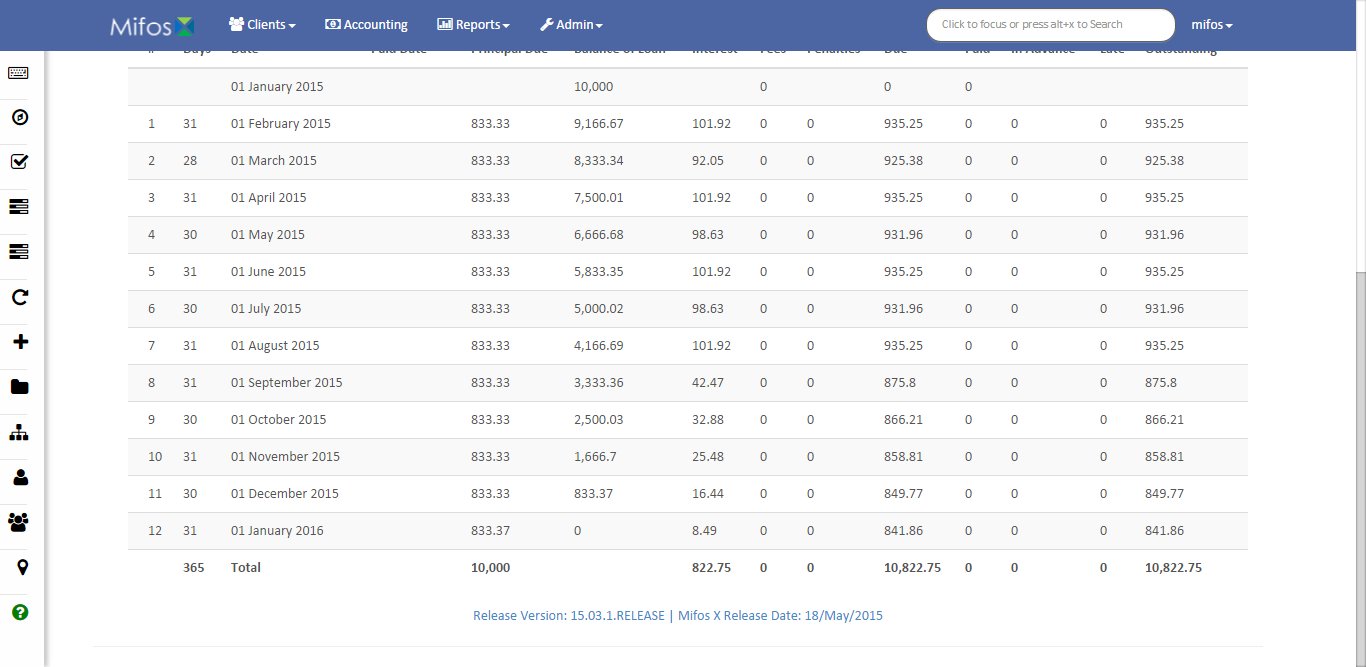 Mifos X Clients Accounting Reports Admin Click to focus or press alt+x to Search mifos
# Days Date Paid Date Principal Due Balance of Loan Interest Fees Penalties Due Paid In Advance Late Outstanding
01 January 2015 10,000 0 0 0
1 31 01 February 2015 833.33 9,166.67 101.92 0 0 935.25 0 0 0 935.25
2 28 01 March 2015 833.33 8,333.34 92.05 0 0 925.38 0 0 0 925.38
3 31 01 April 2015 833.33 7,500.01 101.92 0 0 935.25 0 0 0 935.25
4 30 01 May 2015 833.33 6,666.68 98.63 0 0 931.96 0 0 0 931.96
5 31 01 June 2015 833.33 5,833.35 101.92 0 0 935.25 0 0 0 935.25
6 30 01 July 2015 833.33 5,000.02 98.63 0 0 931.96 0 0 0 931.96
7 31 01 August 2015 833.33 4,166.69 101.92 0 0 935.25 0 0 0 935.25
8 31 01 September 2015 833.33 3,333.36 42.47 0 0 875.8 0 0 0 875.8
9 30 01 October 2015 833.33 2,500.03 32.88 0 0 866.21 0 0 0 866.21
10 31 01 November 2015 833.33 1,666.7 25.48 0 0 858.81 0 0 0 858.81
11 30 01 December 2015 833.33 833.37 16.44 0 0 849.77 0 0 0 849.77
12 31 01 January 2016 833.37 0 8.49 0 0 841.86 0 0 0 841.86
365 Total 10,000 822.75 0 0 10,822.75 0 0 0 10,822.75
Release Version: 15.03.1.RELEASE | Mifos X Release Date: 18/May/2015